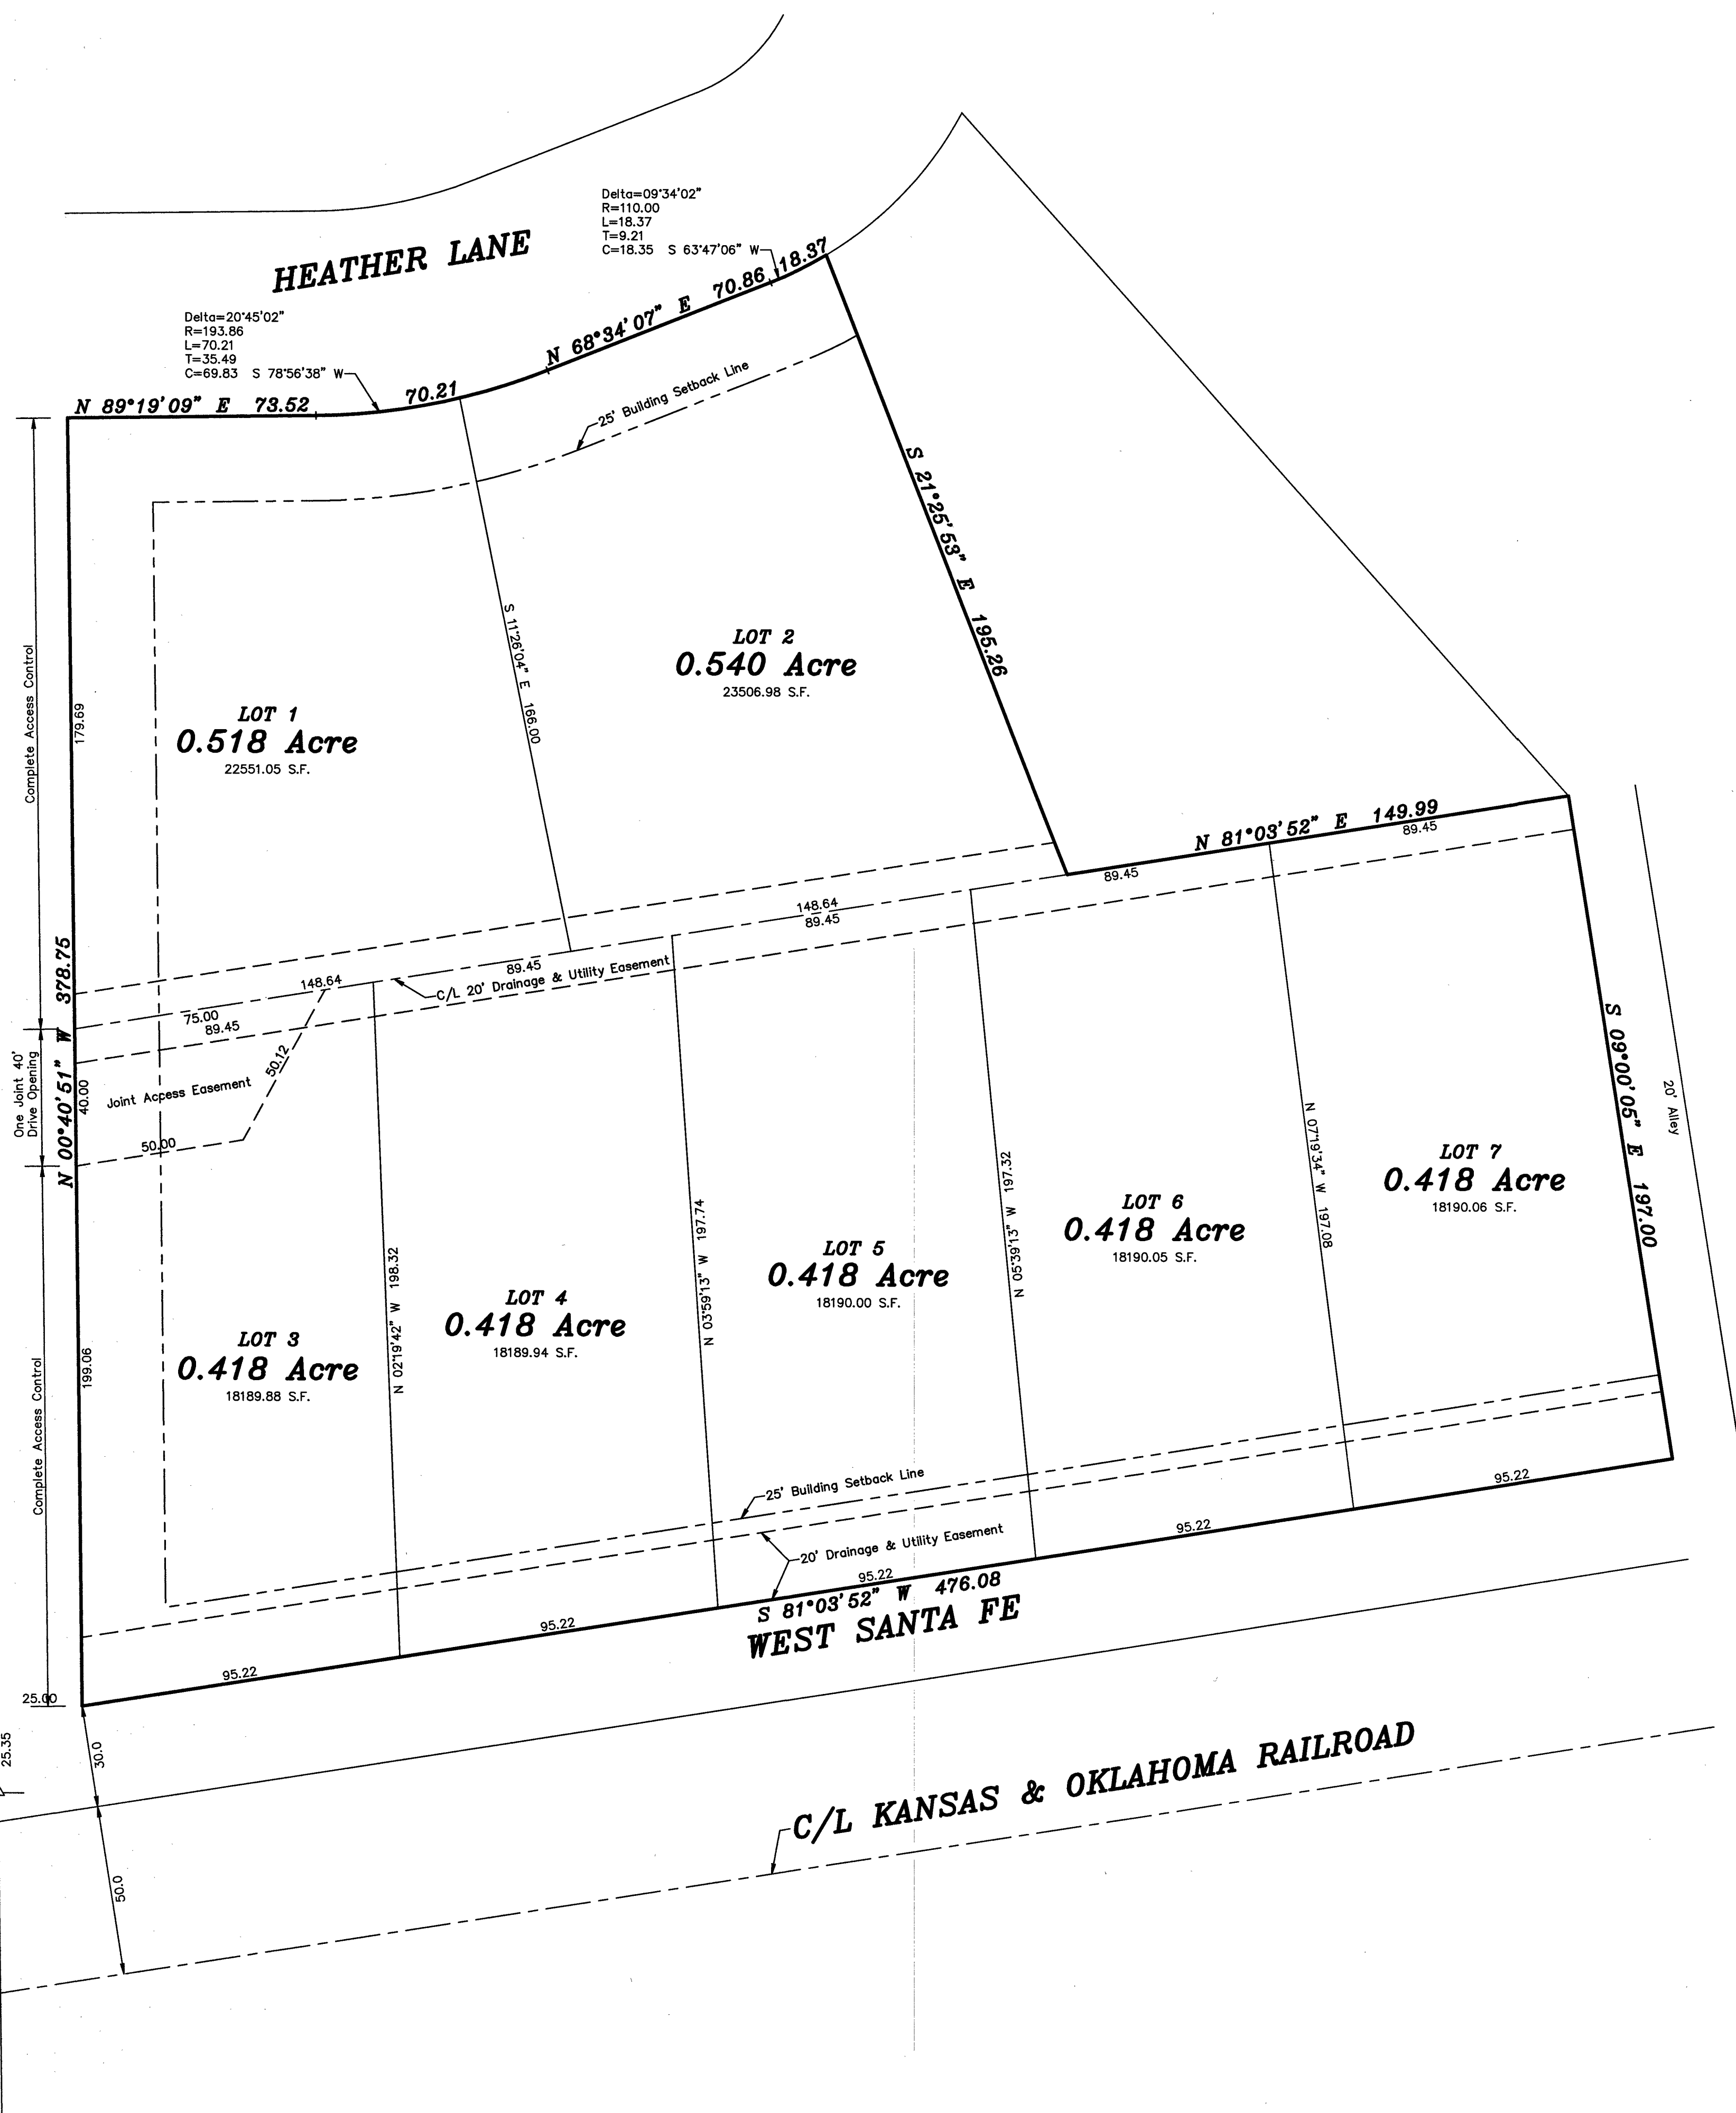 Delta=09°34'02"
R=110.00
L=18.37
T=9.21
C=18.35 S 63°47'06" W
HEATHER LANE
18.37
70.86
N 68°34'07" E
Delta=20°45'02"
R=193.86
L=70.21
T=35.49
C=69.83 S 78°56'38" W
N 89°19'09" E 73.52
70.21
25' Building Setback Line
S 21°25'53" E 195.26
S 11°26'04" E 166.00
LOT 2
0.540 Acre
23506.98 S.F.
LOT 1
0.518 Acre
22551.05 S.F.
Complete Access Control
179.69
N 81°03'52" E 149.99
89.45
89.45
148.64
89.45
89.45
148.64
C/L 20' Drainage & Utility Easement
75.00
89.45
N 00°40'51" W 378.75
One Joint 40'
Drive Opening
40.00
Joint Access Easement
50.12
50.00
S 09°00'05" E 197.00
20' Alley
LOT 7
0.418 Acre
18190.06 S.F.
N 07°19'34" W 197.08
LOT 6
0.418 Acre
18190.05 S.F.
N 05°39'13" W 197.32
LOT 5
0.418 Acre
18190.00 S.F.
N 03°59'13" W 197.74
LOT 4
0.418 Acre
18189.94 S.F.
N 02°19'42" W 198.32
LOT 3
0.418 Acre
18189.88 S.F.
Complete Access Control
199.06
25' Building Setback Line
20' Drainage & Utility Easement
95.22
95.22
95.22
95.22
95.22
S 81°03'52" W 476.08
WEST SANTA FE
25.00
25.35
30.0
50.0
C/L KANSAS & OKLAHOMA RAILROAD